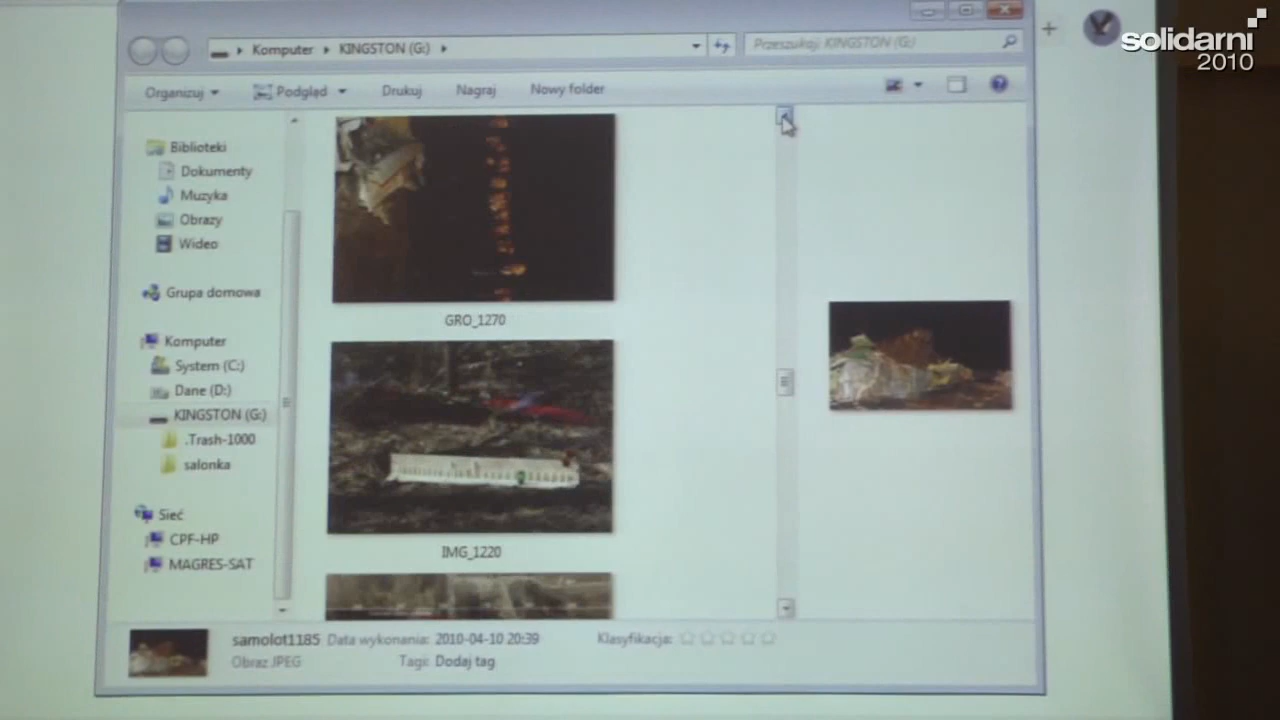 solidarni
2010
Komputer KINGSTON (G:)
Przeszukaj: KINGSTON (G:)
Organizuj Podgląd Drukuj Nagraj Nowy folder
Biblioteki
Dokumenty
Muzyka
Obrazy
Wideo
Grupa domowa
Komputer
System (C:)
Dane (D:)
KINGSTON (G:)
.Trash-1000
salonka
Sieć
CPF-HP
MAGRES-SAT
GRO_1270
IMG_1220
samolot1185 Data wykonania: 2010-04-10 20:39 Klasyfikacja:
Obraz JPEG Tagi: Dodaj tag